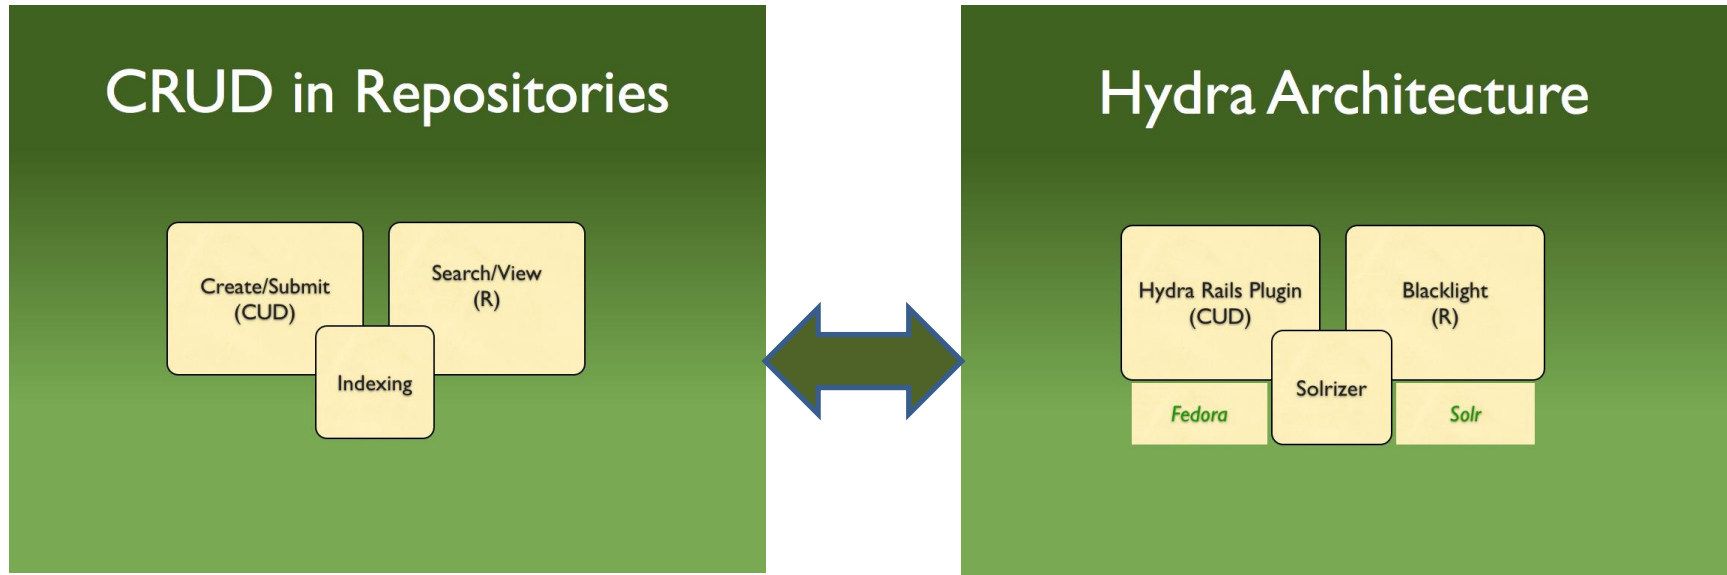 CRUD in Repositories
Create/Submit
(CUD)
Search/View
(R)
Indexing
Hydra Architecture
Hydra Rails Plugin
(CUD)
Blacklight
(R)
Solrizer
Fedora
Solr